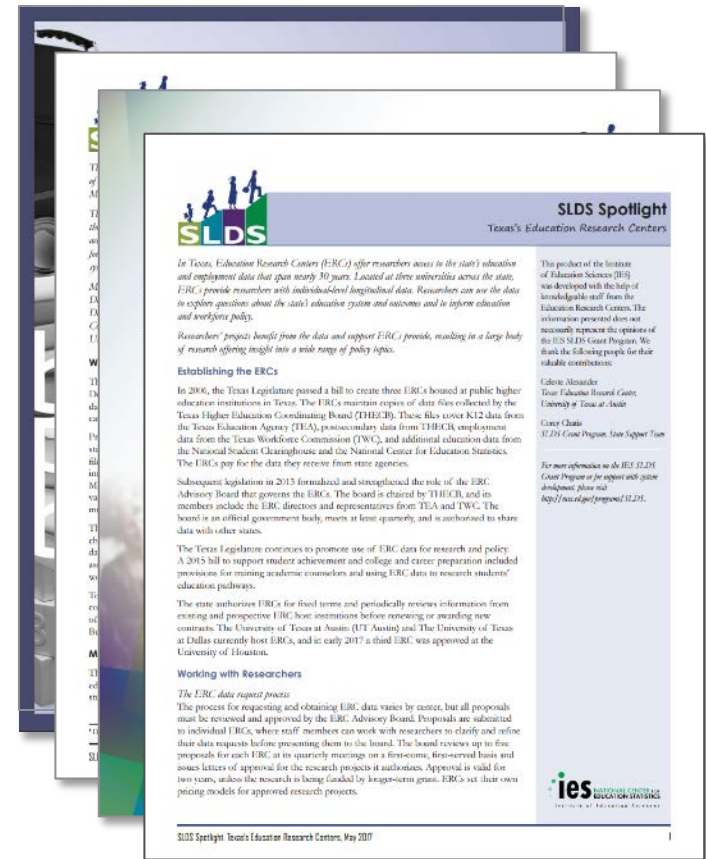 SLDS
SLDS Spotlight
Texas's Education Research Centers
In Texas, Education Research Centers (ERCs) offer researchers access to the state's education
and employment data that span nearly 30 years. Located at three universities across the state,
ERCs provide researchers with individual-level longitudinal data. Researchers can use the data
to explore questions about the state's education system and outcomes and to inform education
and workforce policy.
Researchers' projects benefit from the data and support ERCs provide, resulting in a large body
of research offering insight into a wide range of policy topics.
Establishing the ERCs
In 2006, the Texas Legislature passed a bill to create three ERCs housed at public higher
education institutions in Texas. The ERCs maintain copies of data files collected by the
Texas Higher Education Coordinating Board (THECB). These files cover K12 data from
the Texas Education Agency (TEA), postsecondary data from THECB, employment
data from the Texas Workforce Commission (TWC), and additional education data from
the National Student Clearinghouse and the National Center for Education Statistics.
The ERCs pay for the data they receive from state agencies.
Subsequent legislation in 2013 formalized and strengthened the role of the ERC
Advisory Board that governs the ERCs. The board is chaired by THECB, and its
members include the ERC directors and representatives from TEA and TWC. The
board is an official government body, meets at least quarterly, and is authorized to share
data with other states.
The Texas Legislature continues to promote use of ERC data for research and policy.
A 2015 bill to support student achievement and college and career preparation included
provisions for training academic counselors and using ERC data to research students'
education pathways.
The state authorizes ERCs for fixed terms and periodically reviews information from
existing and prospective ERC host institutions before renewing or awarding new
contracts. The University of Texas at Austin (UT Austin) and The University of Texas
at Dallas currently host ERCs, and in early 2017 a third ERC was approved at the
University of Houston.
Working with Researchers
The ERC data request process
The process for requesting and obtaining ERC data varies by center, but all proposals
must be reviewed and approved by the ERC Advisory Board. Proposals are submitted
to individual ERCs, where staff members can work with researchers to clarify and refine
their data requests before presenting them to the board. The board reviews up to five
proposals for each ERC at its quarterly meetings on a first-come, first-served basis and
issues letters of approval for the research projects it authorizes. Approval is valid for
two years, unless the research is being funded by longer-term grant. ERCs set their own
pricing models for approved research projects.
This product of the Institute
of Education Sciences (IES)
was developed with the help of
knowledgeable staff from the
Education Research Centers. The
information presented does not
necessarily represent the opinions of
the IES SLDS Grant Program. We
thank the following people for their
valuable contributions:
Celeste Alexander
Texas Education Research Center,
University of Texas at Austin
Corey Chatis
SLDS Grant Program, State Support Team
For more information on the IES SLDS
Grant Program or for support with system
development, please visit
http://nces.ed.gov/programs/SLDS.
ies NATIONAL CENTER FOR
EDUCATION STATISTICS
Institute of Education Sciences
SLDS Spotlight: Texas's Education Research Centers, May 2017
1